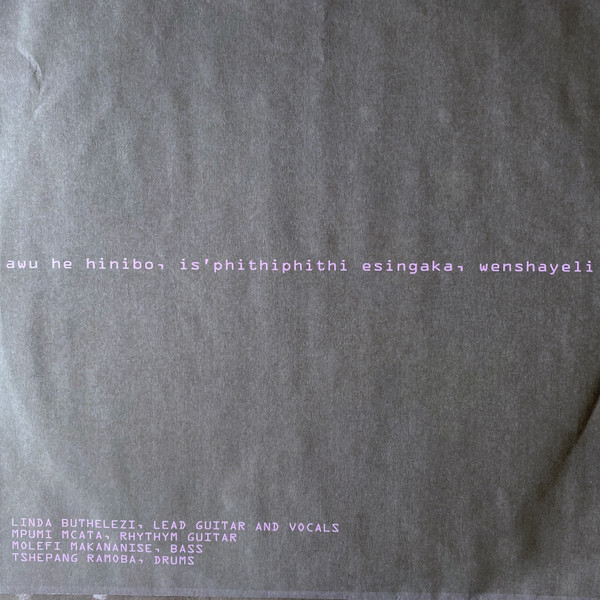 awu he hinibo, is'phithiphithi esingaka, wenshayeli
LINDA BUTHELEZI, LEAD GUITAR AND VOCALS
MPUMI MCATA, RHYTHYM GUITAR
MOLEFI MAKANANISE, BASS
TSHEPANG RAMOBA, DRUMS